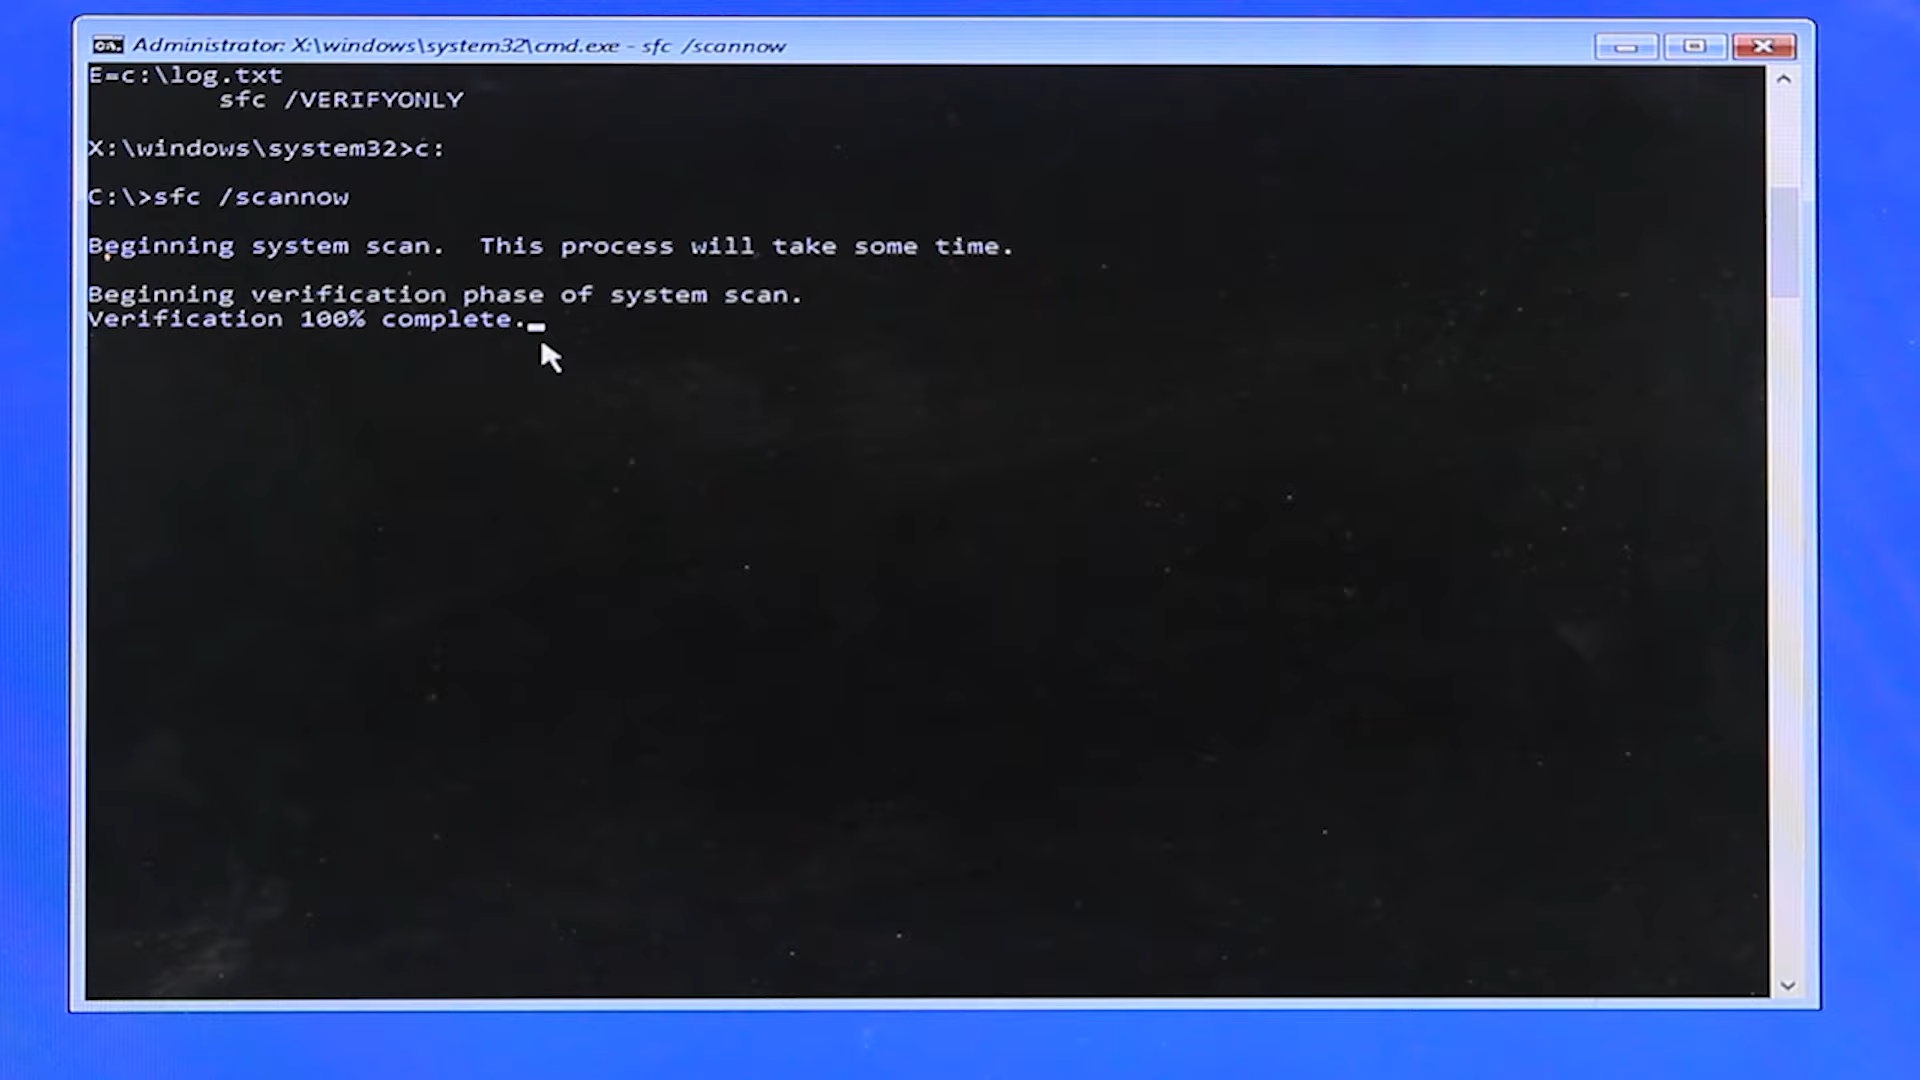 Administrator: X:\windows\system32\cmd.exe - sfc /scannow
E=c:\log.txt
sfc /VERIFYONLY
X:\windows\system32>c:
C:\>sfc /scannow
Beginning system scan.  This process will take some time.
Beginning verification phase of system scan.
Verification 100% complete.